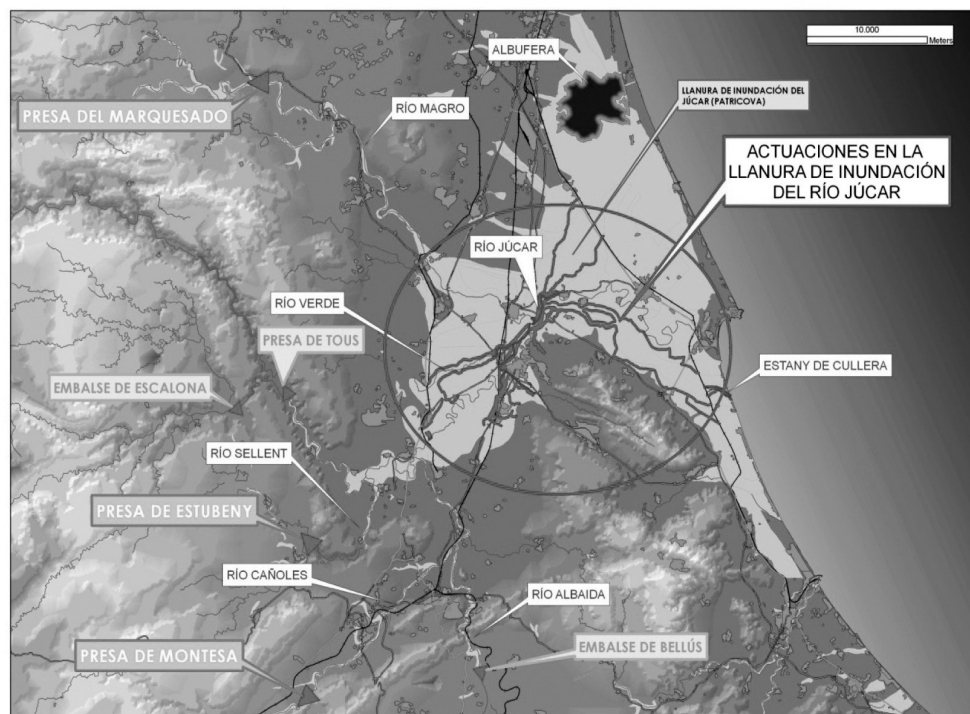 10.000
Meters
ALBUFERA
LLANURA DE INUNDACIÓN DEL
JÚCAR (PATRICOVA)
PRESA DEL MARQUESADO
RÍO MAGRO
ACTUACIONES EN LA
LLANURA DE INUNDACIÓN
DEL RÍO JÚCAR
RÍO JÚCAR
RÍO VERDE
PRESA DE TOUS
ESTANY DE CULLERA
EMBALSE DE ESCALONA
RÍO SELLENT
PRESA DE ESTUBENY
RÍO CAÑOLES
RÍO ALBAIDA
EMBALSE DE BELLÚS
PRESA DE MONTESA